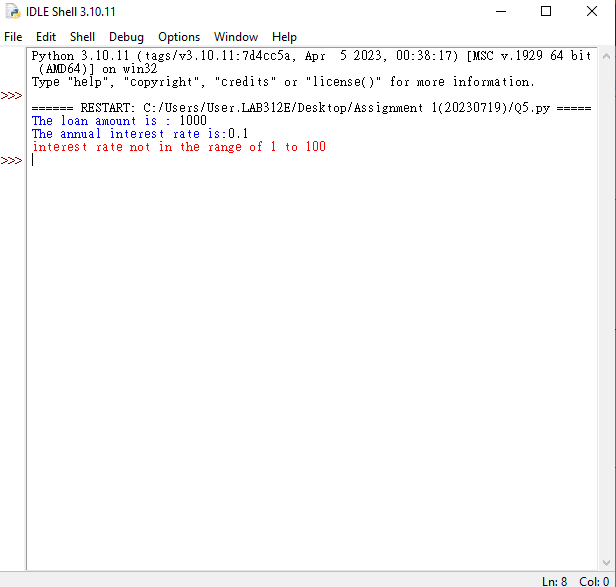 IDLE Shell 3.10.11
File Edit Shell Debug Options Window Help
Python 3.10.11 (tags/v3.10.11:7d4cc5a, Apr  5 2023, 00:38:17) [MSC v.1929 64 bit
(AMD64)] on win32
Type "help", "copyright", "credits" or "license()" for more information.
>>>
====== RESTART: C:/Users/User.LAB312E/Desktop/Assignment 1(20230719)/Q5.py =====
The loan amount is : 1000
The annual interest rate is:0.1
interest rate not in the range of 1 to 100
>>>
Ln: 8 Col: 0